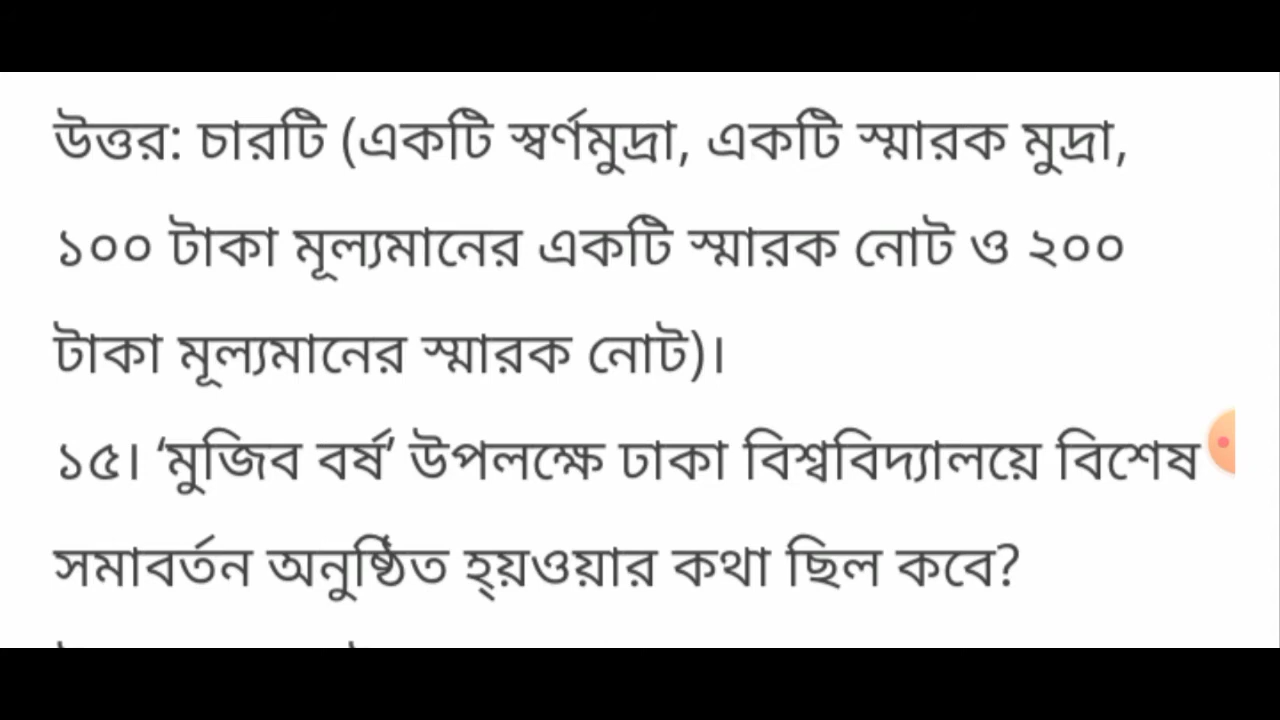 উত্তর: চারটি (একটি স্বর্ণমুদ্রা, একটি স্মারক মুদ্রা,
১০০ টাকা মূল্যমানের একটি স্মারক নোট ও ২০০
টাকা মূল্যমানের স্মারক নোট)।
১৫। ‘মুজিব বর্ষ’ উপলক্ষে ঢাকা বিশ্ববিদ্যালয়ে বিশেষ
সমাবর্তন অনুষ্ঠিত হ্য়ওয়ার কথা ছিল কবে?